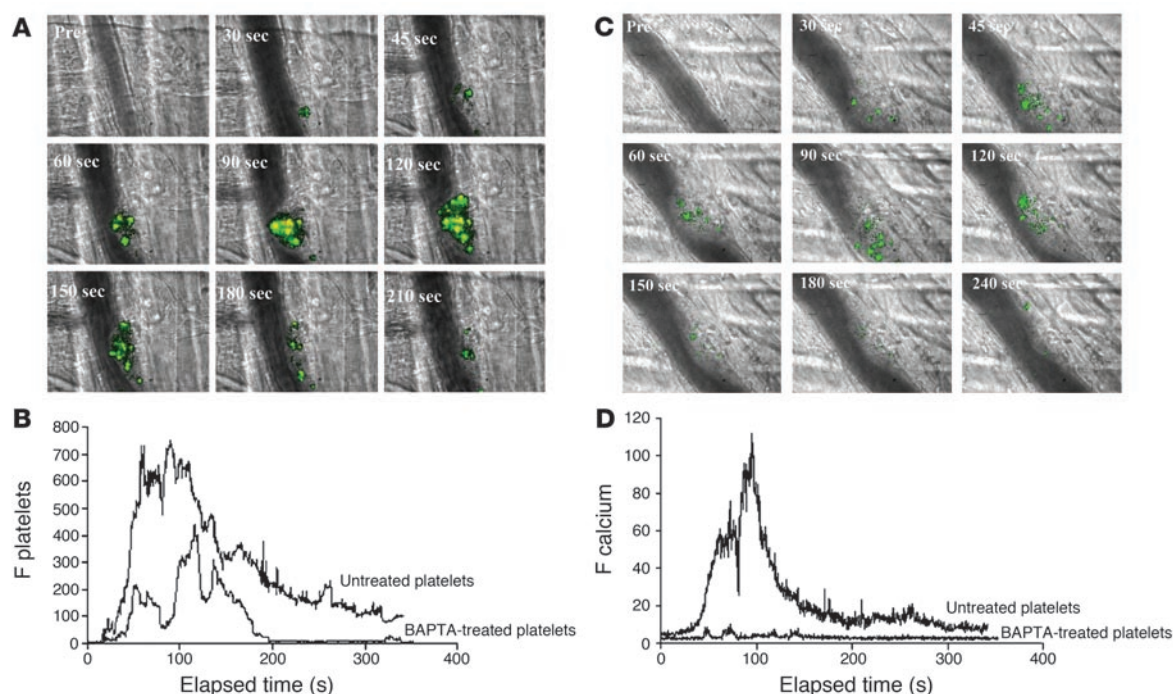 A
Pre
30 sec
45 sec
60 sec
90 sec
120 sec
150 sec
180 sec
210 sec
C
Pre
30 sec
45 sec
60 sec
90 sec
120 sec
150 sec
180 sec
240 sec
B
800
700
600
500
400
300
200
100
0
F platelets
Untreated platelets
BAPTA-treated platelets
0
100
200
300
400
Elapsed time (s)
D
120
100
80
60
40
20
0
F calcium
Untreated platelets
BAPTA-treated platelets
0
100
200
300
400
Elapsed time (s)